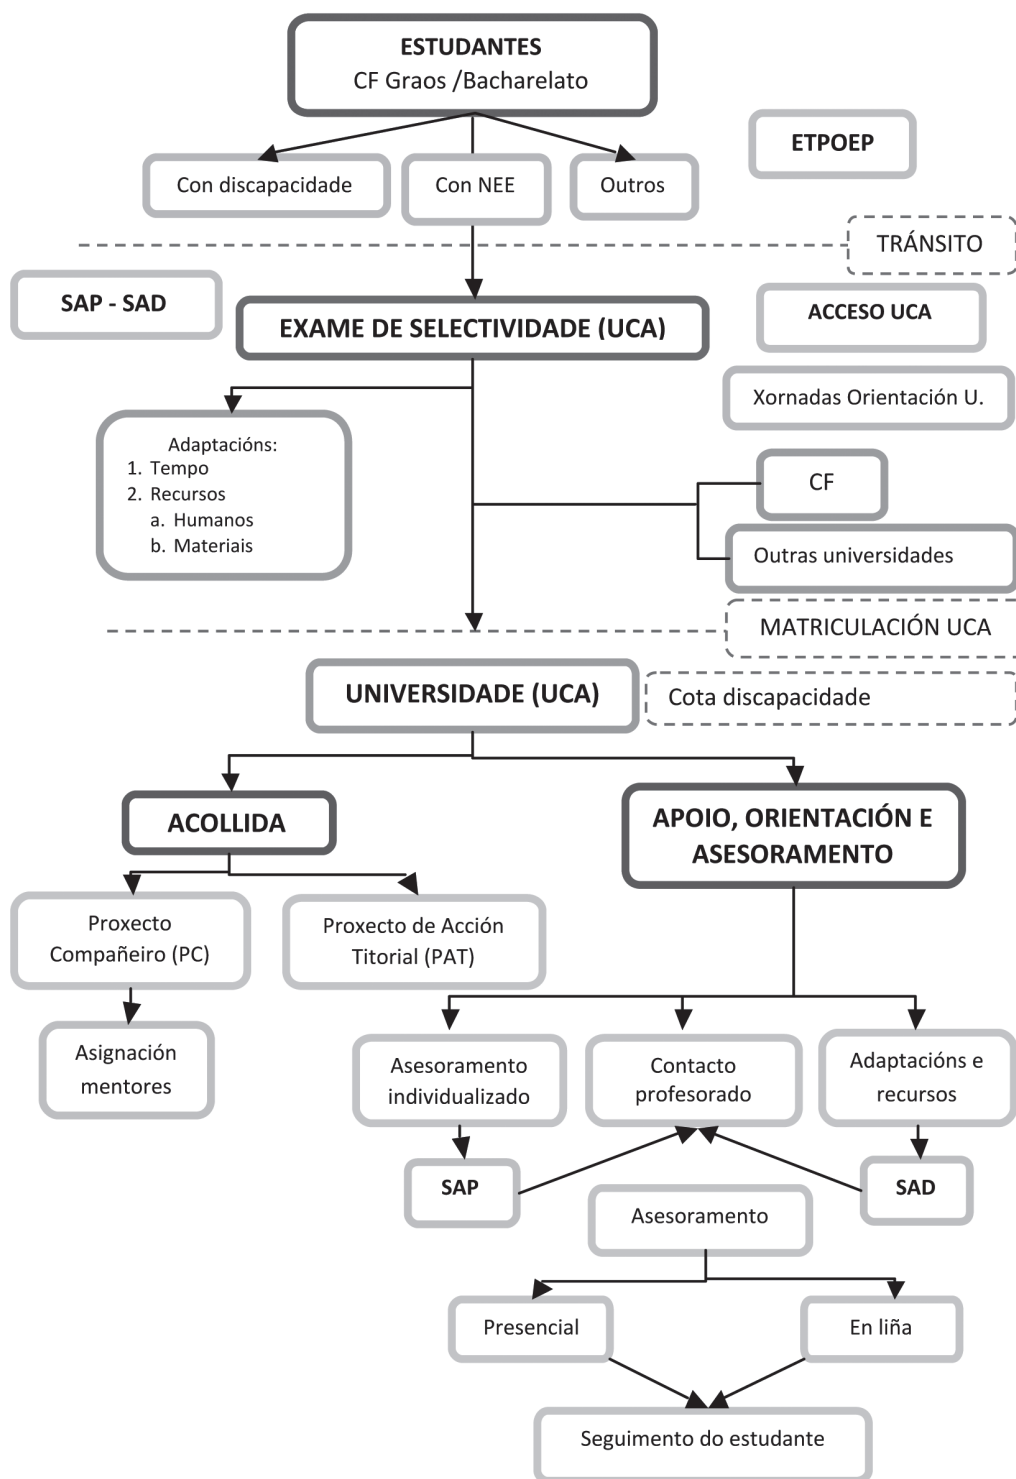 ESTUDANTES
CF Graos /Bacharelato
ETPOEP
Con discapacidade
Con NEE
Outros
TRÁNSITO
SAP - SAD
EXAME DE SELECTIVIDADE (UCA)
ACCESO UCA
Xornadas Orientación U.
Adaptacións:
1. Tempo
2. Recursos
a. Humanos
b. Materiais
CF
Outras universidades
MATRICULACIÓN UCA
UNIVERSIDADE (UCA)
Cota discapacidade
ACOLLIDA
APOIO, ORIENTACIÓN E
ASESORAMENTO
Proxecto
Compañeiro (PC)
Proxecto de Acción
Titorial (PAT)
Asignación
mentores
Asesoramento
individualizado
Contacto
profesorado
Adaptacións e
recursos
SAP
SAD
Asesoramento
Presencial
En liña
Seguimento do estudante